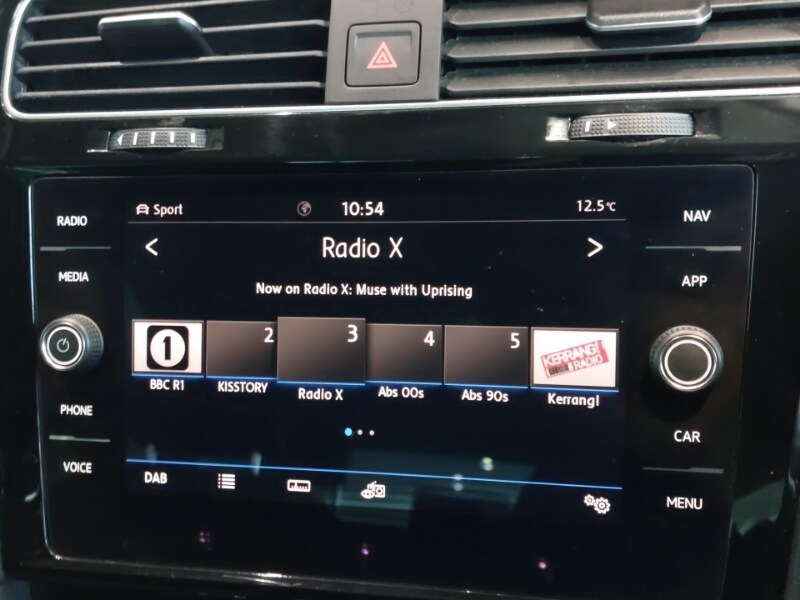 RADIO
MEDIA
PHONE
VOICE
Sport 10:54 12.5°C
< Radio X >
Now on Radio X: Muse with Uprising
1 2 3 4 5 KERRANG! RADIO
BBC R1 KISSTORY Radio X Abs 00s Abs 90s Kerrang!
DAB
NAV
APP
CAR
MENU